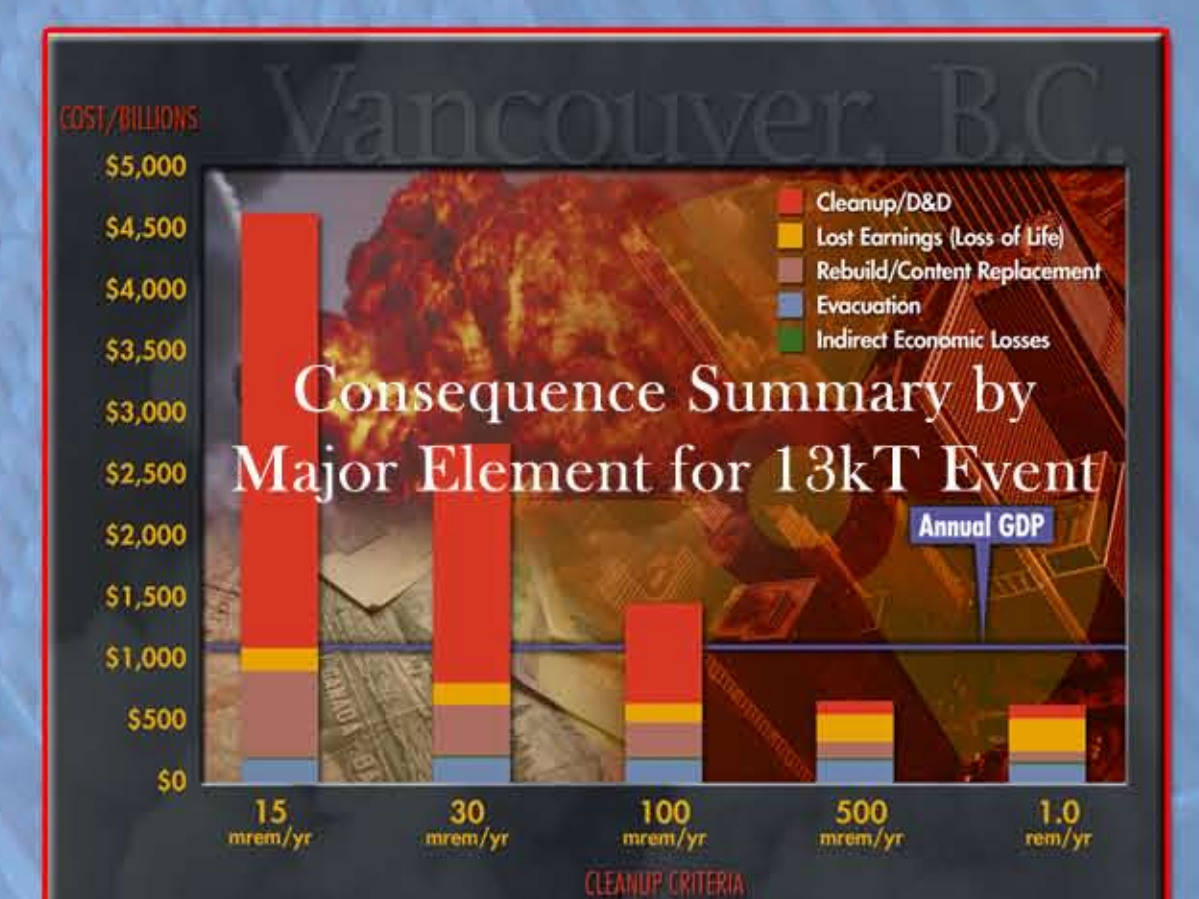 Vancouver, B.C.
COST/BILLIONS
$5,000
$4,500
$4,000
$3,500
$3,000
$2,500
$2,000
$1,500
$1,000
$500
$0
Cleanup/D&D
Lost Earnings (Loss of Life)
Rebuild/Content Replacement
Evacuation
Indirect Economic Losses
Consequence Summary by
Major Element for 13kT Event
Annual GDP
CANADA
15 30 100 500 1.0
mrem/yr mrem/yr mrem/yr mrem/yr rem/yr
CLEANUP CRITERIA